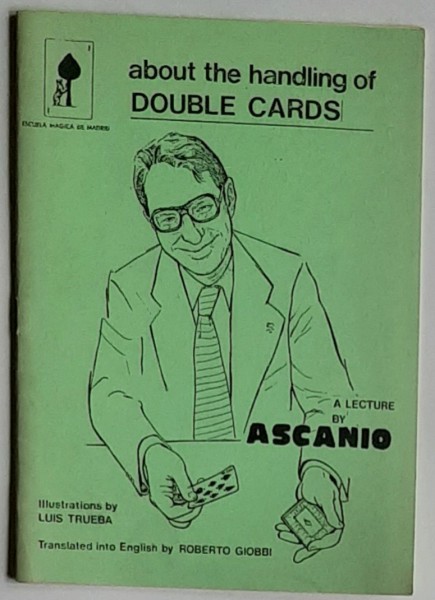 about the handling of
DOUBLE CARDS
ESCUELA MAGICA DE MADRID
A LECTURE
BY
ASCANIO
Illustrations by
LUIS TRUEBA
Translated into English by ROBERTO GIOBBI